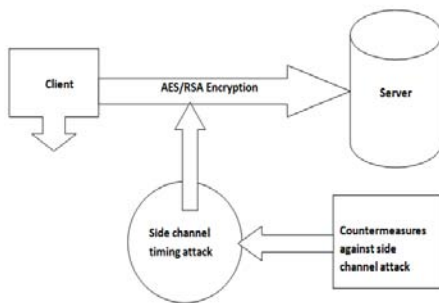 Client
AES/RSA Encryption
Server
Side channel
timing attack
Countermeasures
against side
channel attack